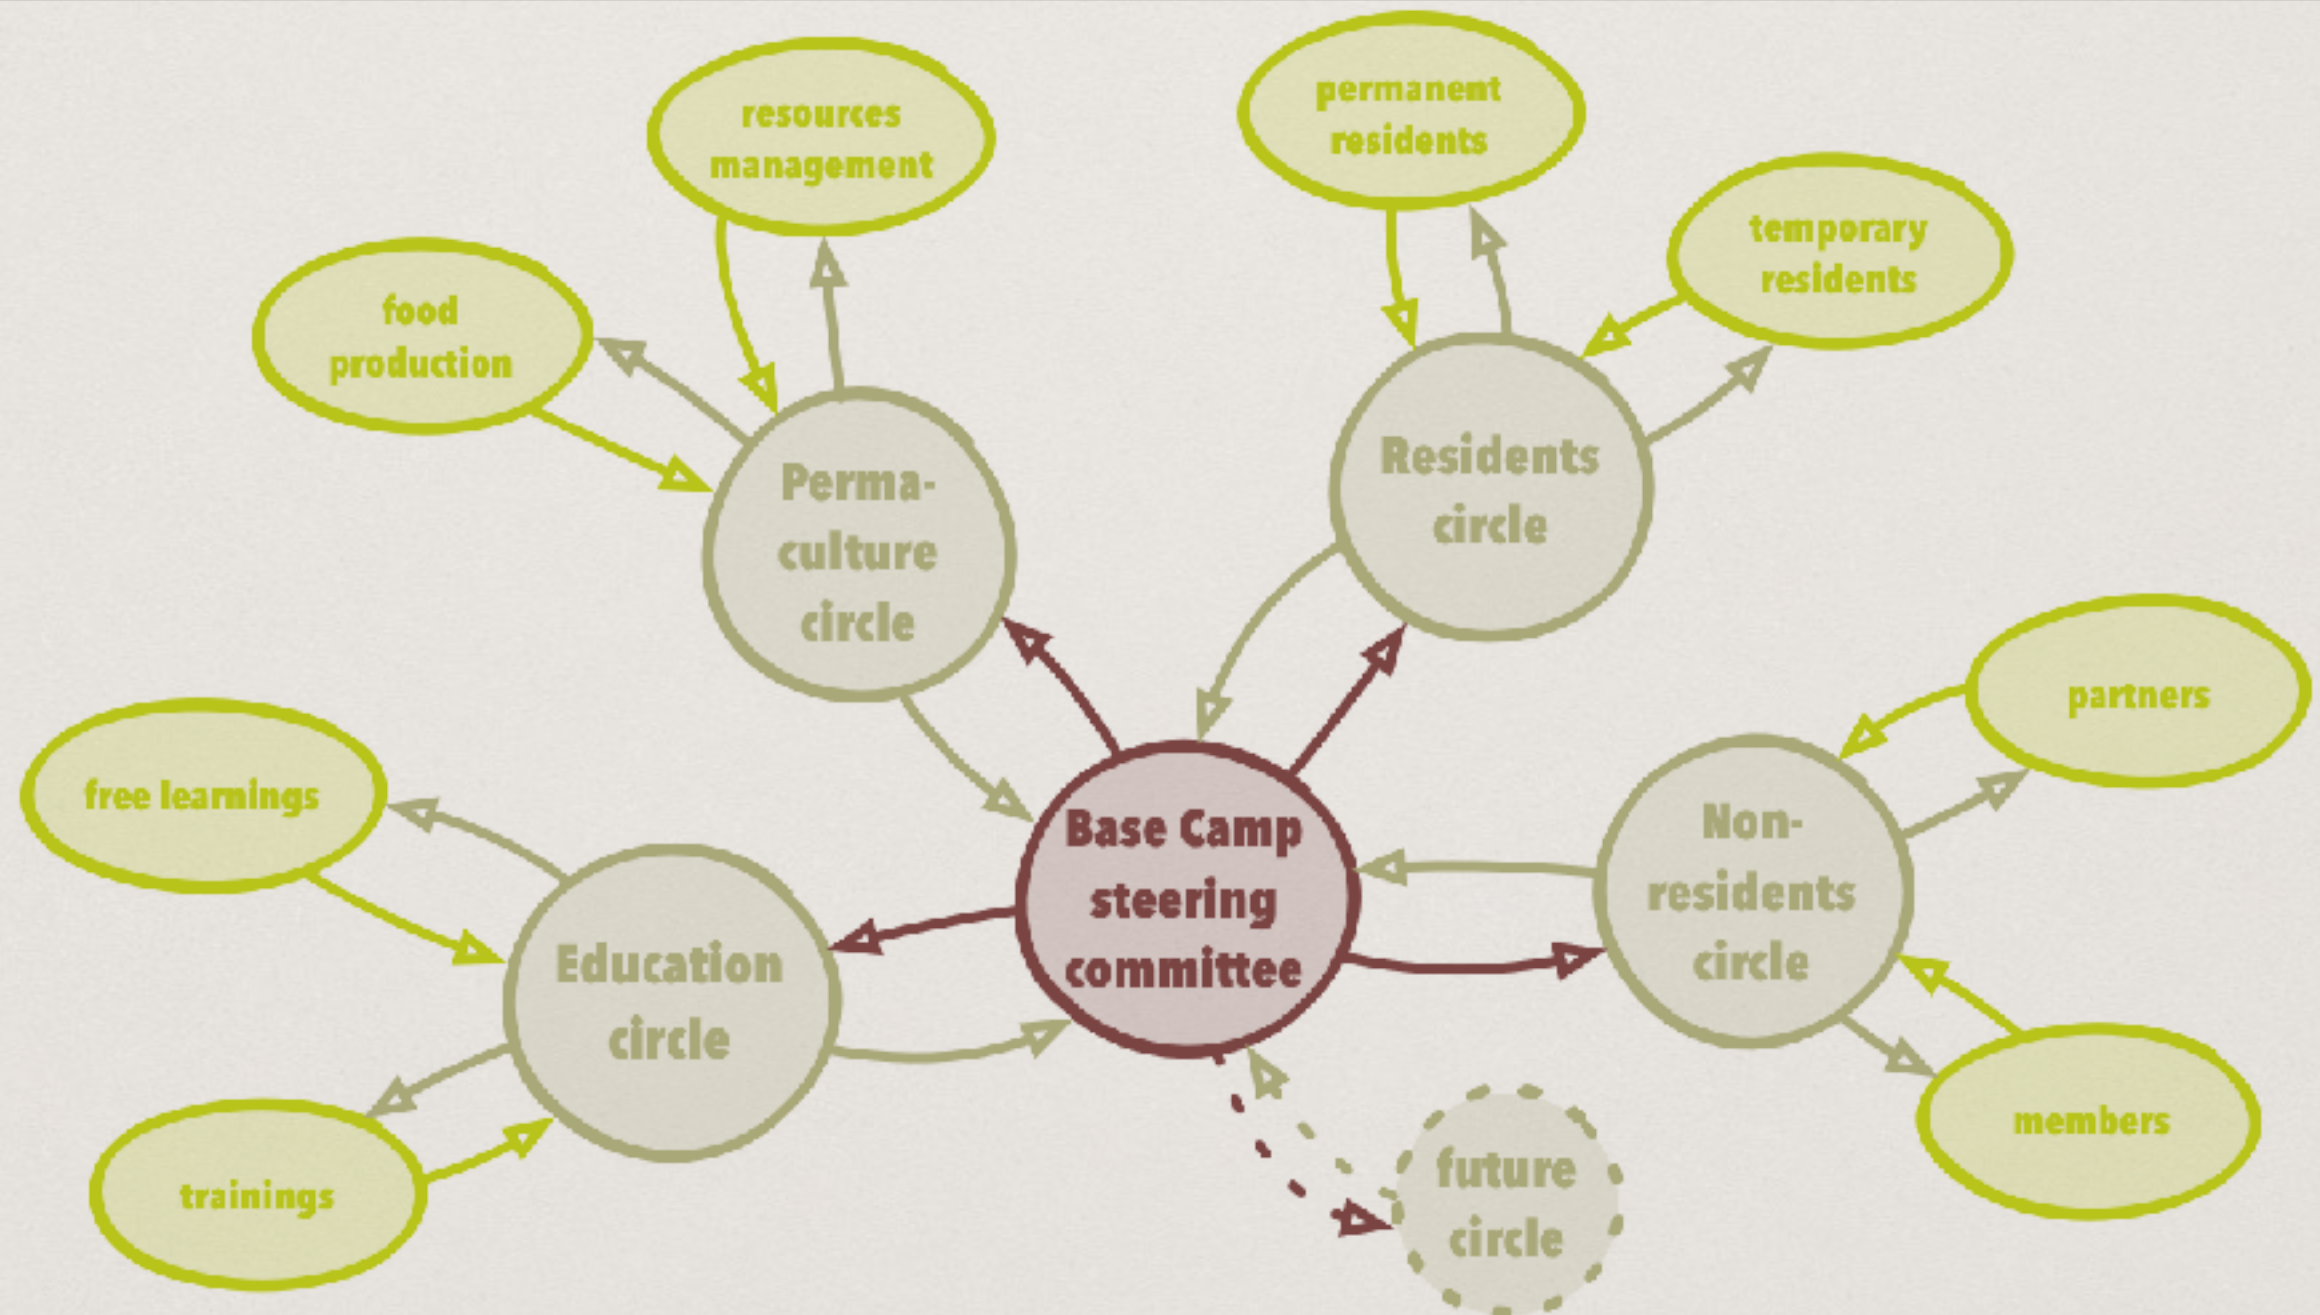 resources
management
permanent
residents
temporary
residents
food
production
Residents
circle
Perma-
culture
circle
partners
free learnings
Base Camp
steering
committee
Non-
residents
circle
Education
circle
members
trainings
future
circle